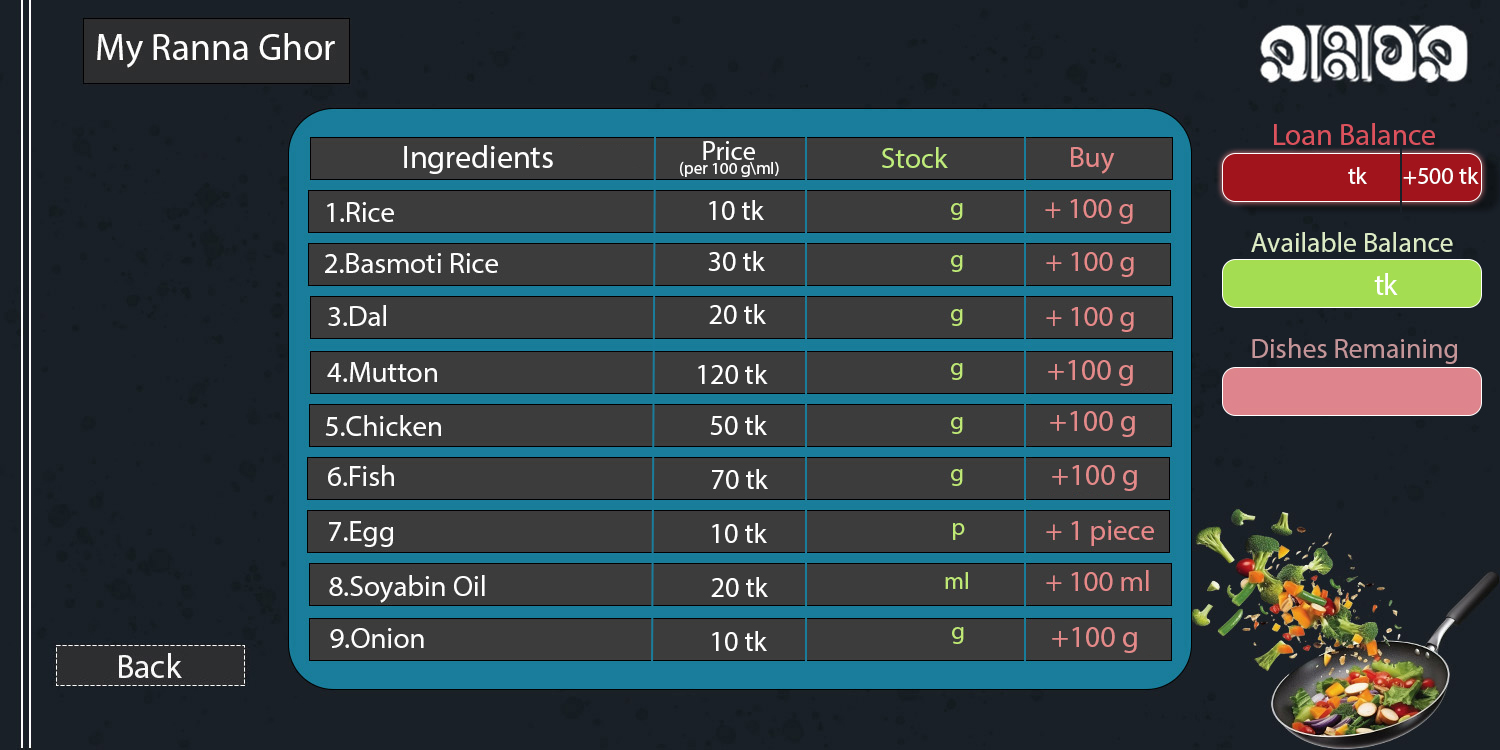 My Ranna Ghor
রান্নাঘর
Ingredients Price Stock Buy
(per 100 g\ml)
1.Rice 10 tk g + 100 g
2.Basmoti Rice 30 tk g + 100 g
3.Dal 20 tk g + 100 g
4.Mutton 120 tk g +100 g
5.Chicken 50 tk g +100 g
6.Fish 70 tk g +100 g
7.Egg 10 tk p + 1 piece
8.Soyabin Oil 20 tk ml + 100 ml
9.Onion 10 tk g +100 g
Loan Balance
tk +500 tk
Available Balance
tk
Dishes Remaining
Back